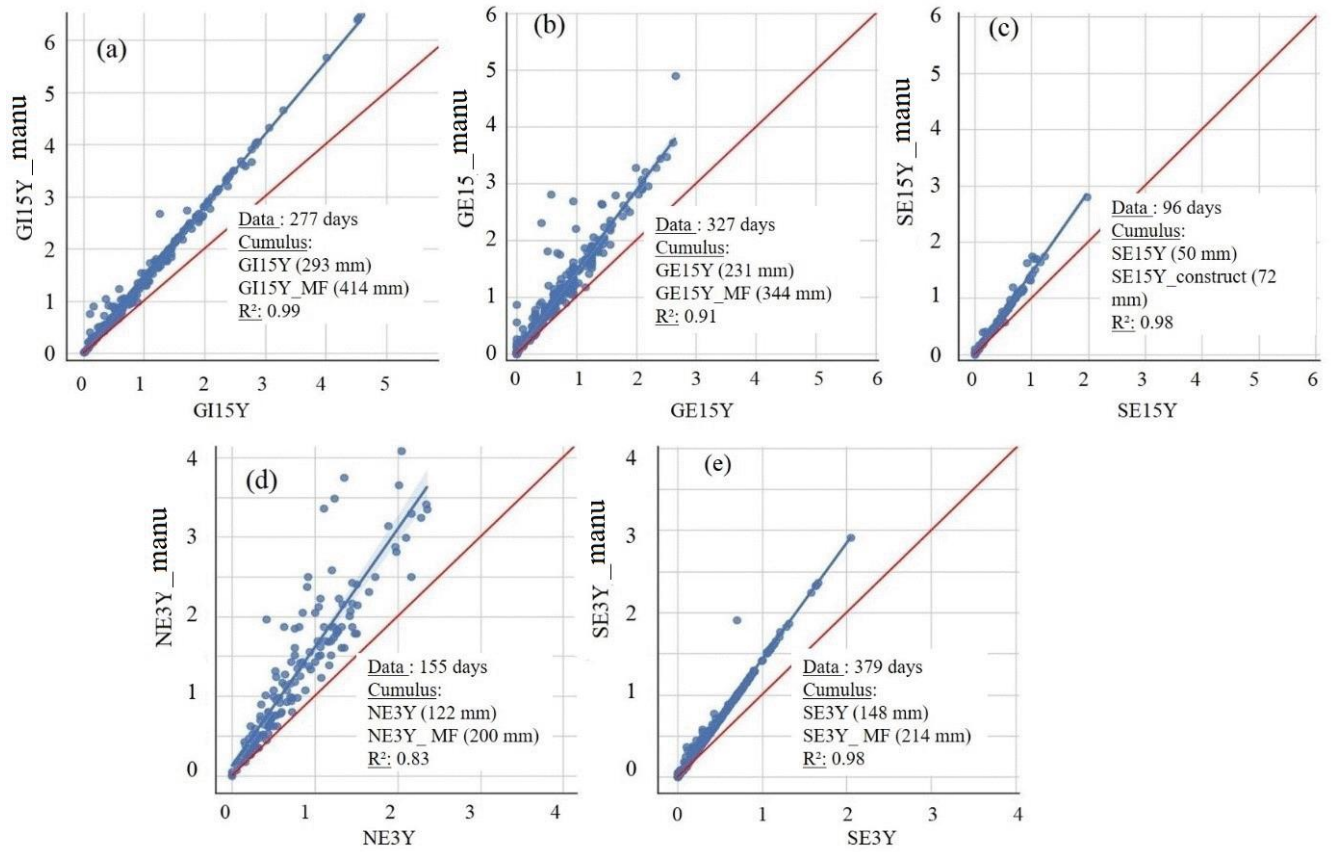 (a)
GI15Y_manu
6
5
4
3
2
1
0
0 1 2 3 4 5
GI15Y
Data : 277 days
Cumulus:
GI15Y (293 mm)
GI15Y_MF (414 mm)
R²: 0.99
(b)
GE15_manu
6
5
4
3
2
1
0
0 1 2 3 4 5 6
GE15Y
Data : 327 days
Cumulus:
GE15Y (231 mm)
GE15Y_MF (344 mm)
R²: 0.91
(c)
SE15Y_manu
6
5
4
3
2
1
0
0 1 2 3 4 5 6
SE15Y
Data : 96 days
Cumulus:
SE15Y (50 mm)
SE15Y_construct (72
mm)
R²: 0.98
(d)
NE3Y_manu
4
3
2
1
0
0 1 2 3 4
NE3Y
Data : 155 days
Cumulus:
NE3Y (122 mm)
NE3Y_ MF (200 mm)
R²: 0.83
(e)
SE3Y_manu
4
3
2
1
0
0 1 2 3 4
SE3Y
Data : 379 days
Cumulus:
SE3Y (148 mm)
SE3Y_ MF (214 mm)
R²: 0.98